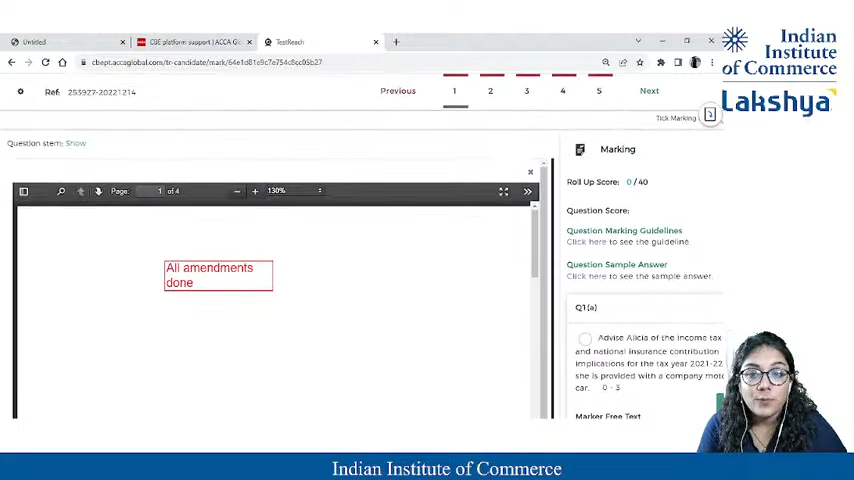 Untitled
CBE platform support | ACCA Glo
TestReach
cbept.accaglobal.com/tr-candidate/mark/64e1d81e9c7e754c8cc05b27
Indian
Institute
of Commerce
Lakshya
Ref: 253927-20221214
Previous
1
2
3
4
5
Next
Tick Marking
Question stem: Show
Marking
Page: 1 of 4
130%
Roll Up Score: 0 / 40
Question Score:
Question Marking Guidelines
Click here to see the guideline.
Question Sample Answer
Click here to see the sample answer.
All amendments
done
Q1(a)
Advise Alicia of the income tax
and national insurance contribution
implications for the tax year 2021-22
she is provided with a company moto
car. 0 - 3
Marker Free Text
Indian Institute of Commerce